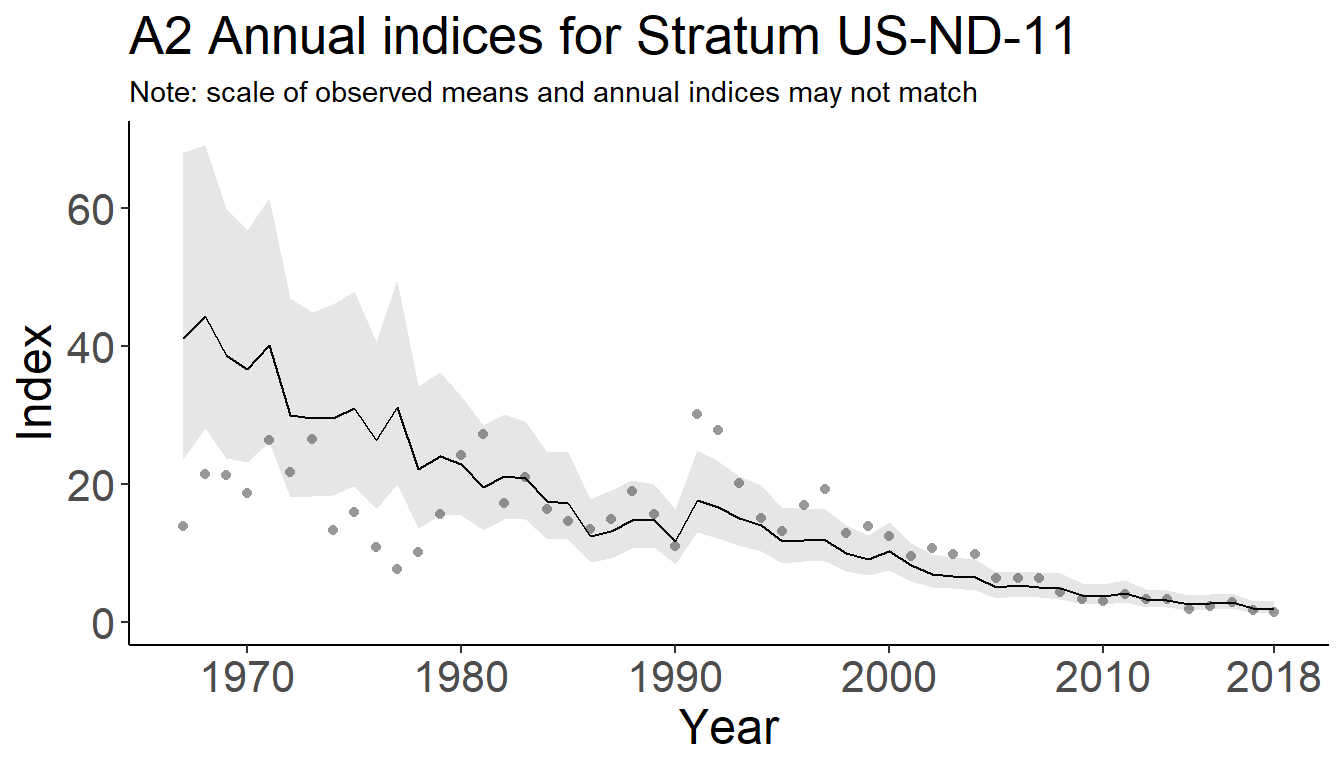 A2 Annual indices for Stratum US-ND-11
Note: scale of observed means and annual indices may not match
Index
60
40
20
0
1970 1980 1990 2000 2010 2018
Year